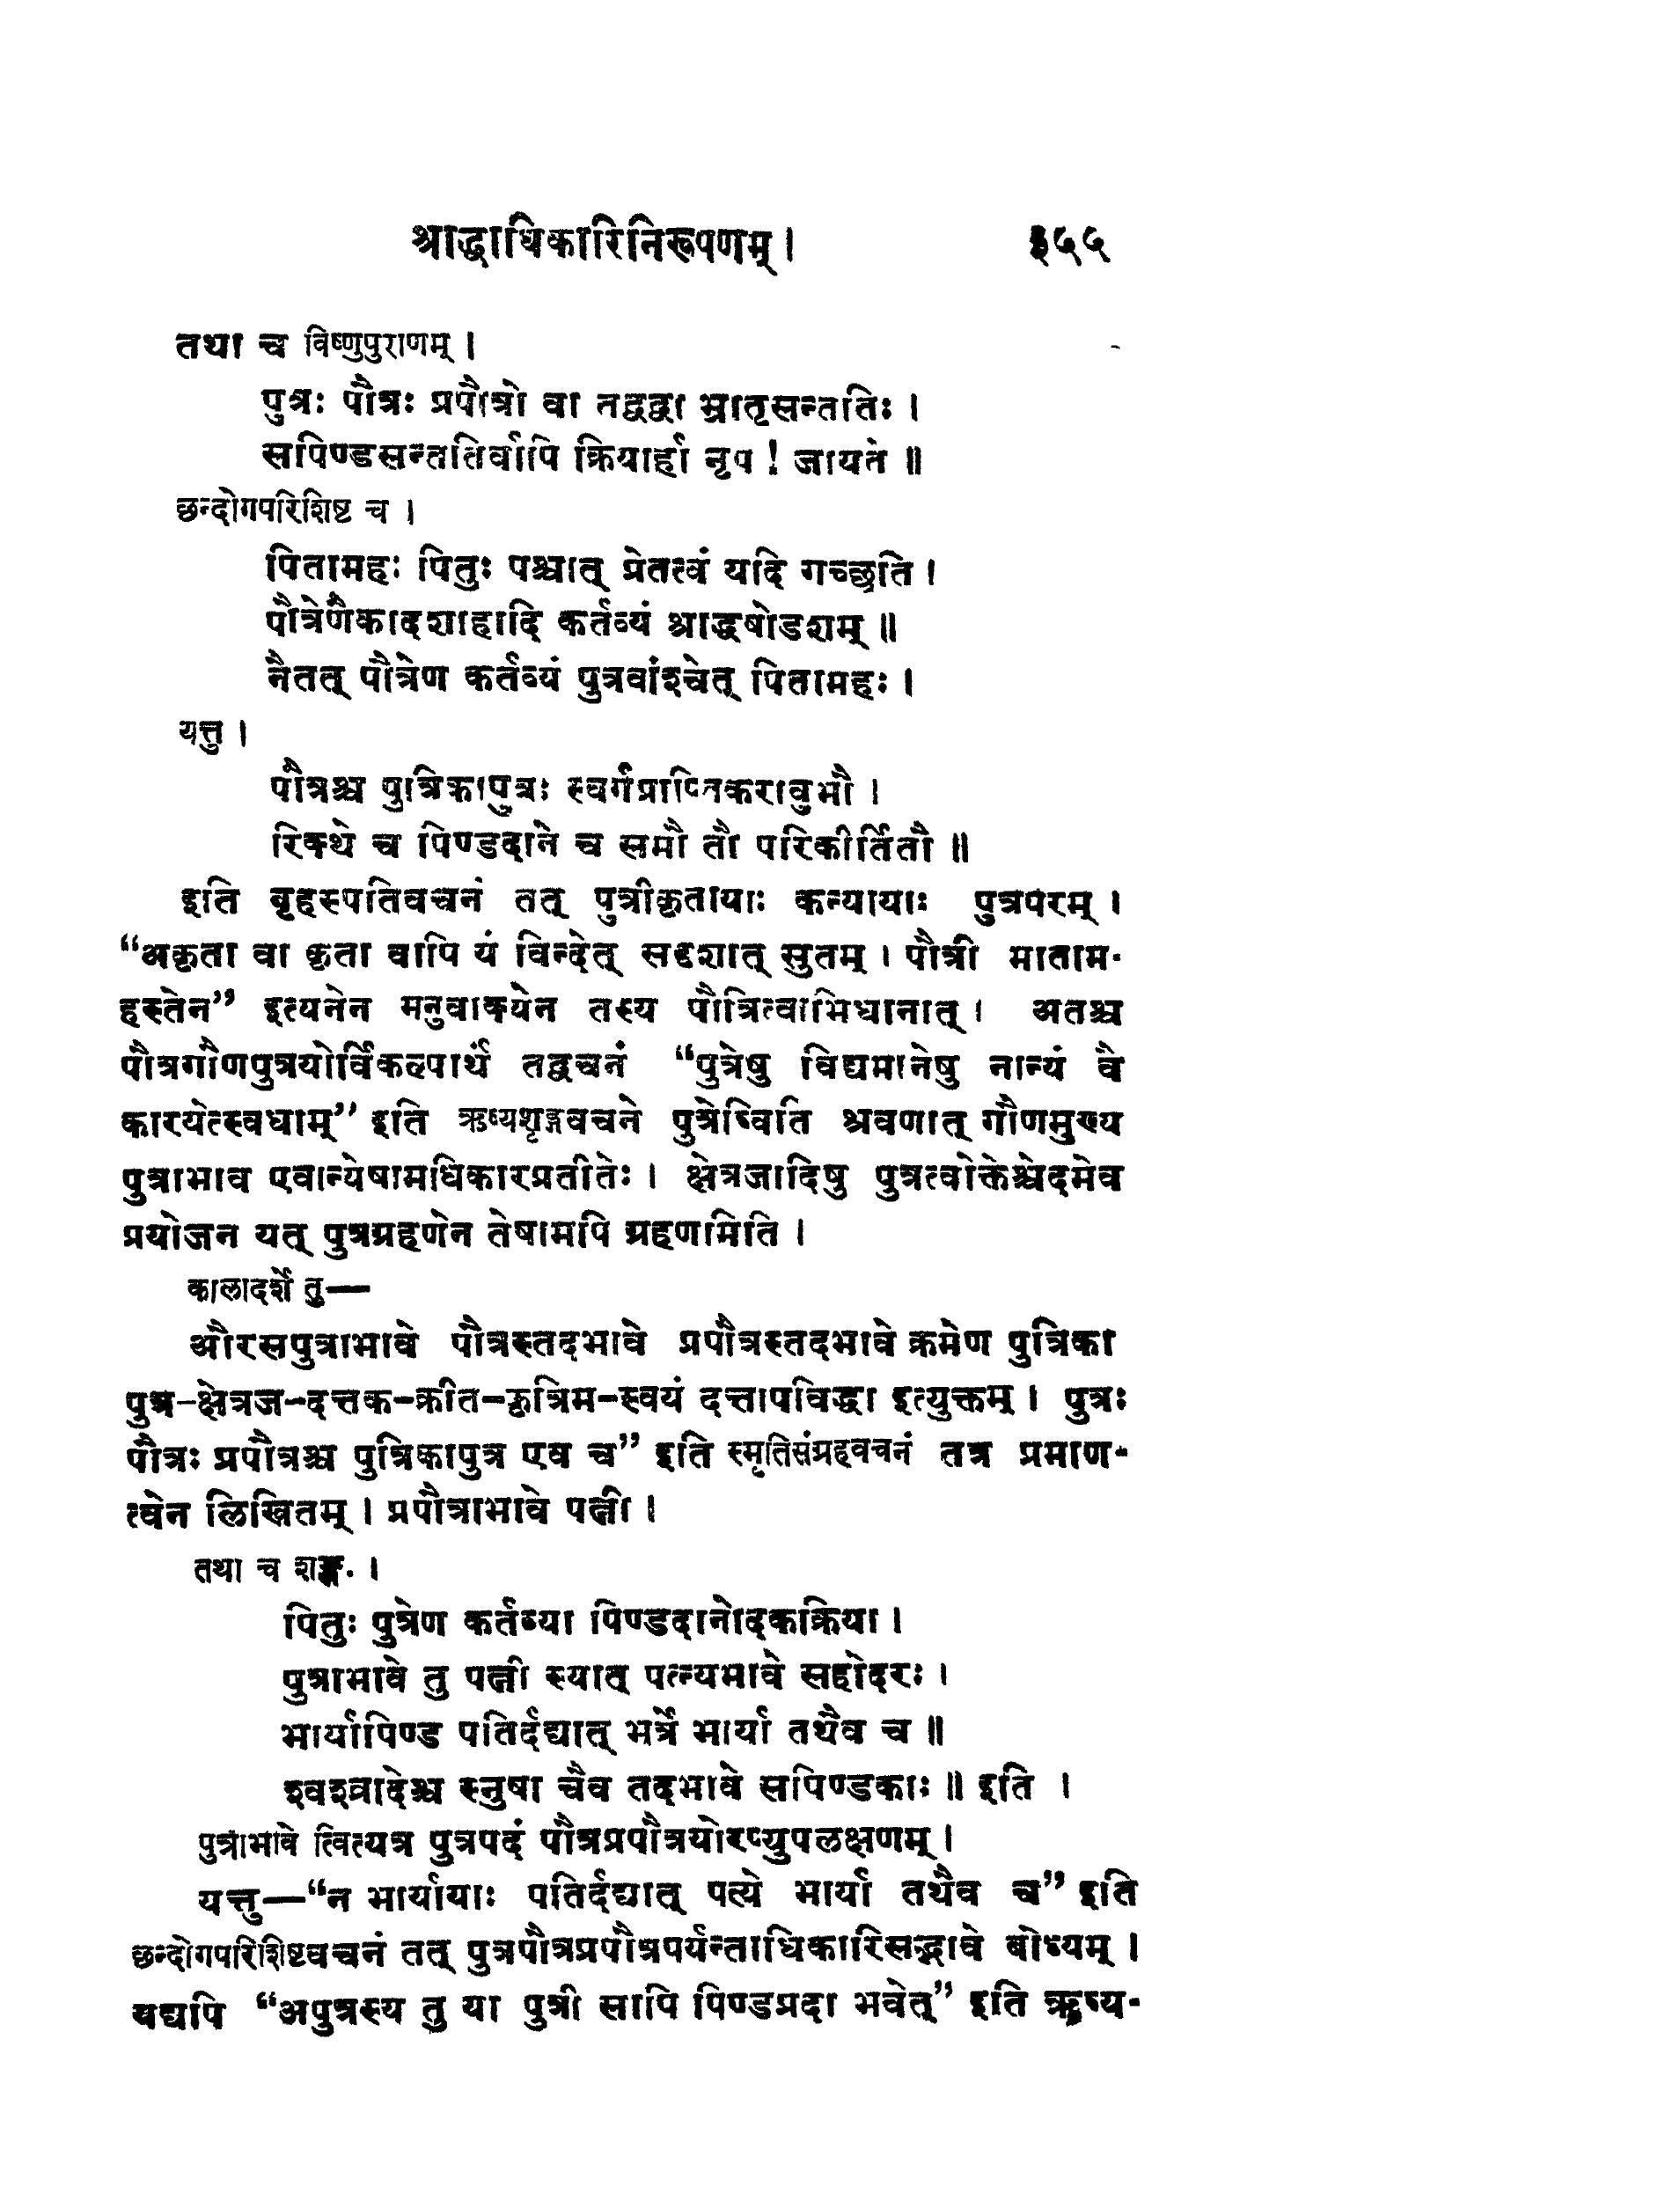 श्राद्धाधिकारिनिरूपणम् । ३५५
तथा च विष्णुपुराणम् ।
पुत्रः पौत्रः प्रपौत्रो वा तद्वद्वा भ्रातृसन्ततिः ।
सपिण्डसन्ततिर्वापि क्रियार्हा नृप ! जायते ॥
छन्दोगपरिशिष्ट च ।
पितामहः पितुः पश्चात् प्रेतत्वं यदि गच्छति ।
पौत्रेणैकादशाहादि कर्तव्यं श्राद्धषोडशम् ॥
नैतत् पौत्रेण कर्तव्यं पुत्रवांश्चेत् पितामहः ।
यत्तु ।
पौत्रश्च पुत्रिकापुत्रः स्वर्गप्राप्तिकरावुभौ ।
रिक्थे च पिण्डदाने च समौ तौ परिकीर्तितौ ॥
इति बृहस्पतिवचनं तत् पुत्रीकृतायाः कन्यायाः पुत्रपरम् ।
“अकृता वा कृता वापि यं विन्देत् सदृशात् सुतम् । पौत्री माताम-
हस्तेन” इत्यनेन मनुवाक्येन तस्य पौत्रित्वाभिधानात् । अतश्च
पौत्रगौणपुत्रयोर्विकल्पार्थं तद्वचनं “पुत्रेषु विद्यमानेषु नान्यं वै
कारयेत्स्वधाम्” इति ऋष्यशृङ्गवचने पुत्रेष्विति श्रवणात् गौणमुख्य
पुत्राभाव एवान्येषामधिकारप्रतीतेः । क्षेत्रजादिषु पुत्रत्वोक्तेश्चेदमेव
प्रयोजन यत् पुत्रग्रहणेन तेषामपि ग्रहणमिति ।
कालादर्शे तु—
औरसपुत्राभावे पौत्रस्तदभावे प्रपौत्रस्तदभावे क्रमेण पुत्रिका
पुत्र-क्षेत्रज-दत्तक-क्रीत-कृत्रिम-स्वयं दत्तापविद्धा इत्युक्तम् । पुत्रः
पौत्रः प्रपौत्रश्च पुत्रिकापुत्र एव च” इति स्मृतिसंग्रहवचनं तत्र प्रमाण-
त्वेन लिखितम् । प्रपौत्राभावे पत्नी ।
तथा च शङ्खः ।
पितुः पुत्रेण कर्तव्या पिण्डदानोदकक्रिया ।
पुत्राभावे तु पत्नी स्यात् पत्न्यभावे सहोदरः ।
भार्यापिण्ड पतिर्दद्यात् भर्त्रे भार्या तथैव च ॥
श्वश्र्वादेश्च स्नुषा चैव तदभावे सपिण्डकाः ॥ इति ।
पुत्राभावे त्वित्यत्र पुत्रपदं पौत्रप्रपौत्रयोरप्युपलक्षणम् ।
यत्तु—“न भार्यायाः पतिर्दद्यात् पत्ये भार्या तथैव च” इति
छन्दोगपरिशिष्टवचनं तत् पुत्रपौत्रप्रपौत्रपर्यन्ताधिकारिसद्भावे बोध्यम् ।
यद्यपि “अपुत्रस्य तु या पुत्री सापि पिण्डप्रदा भवेत्” इति ऋष्य-